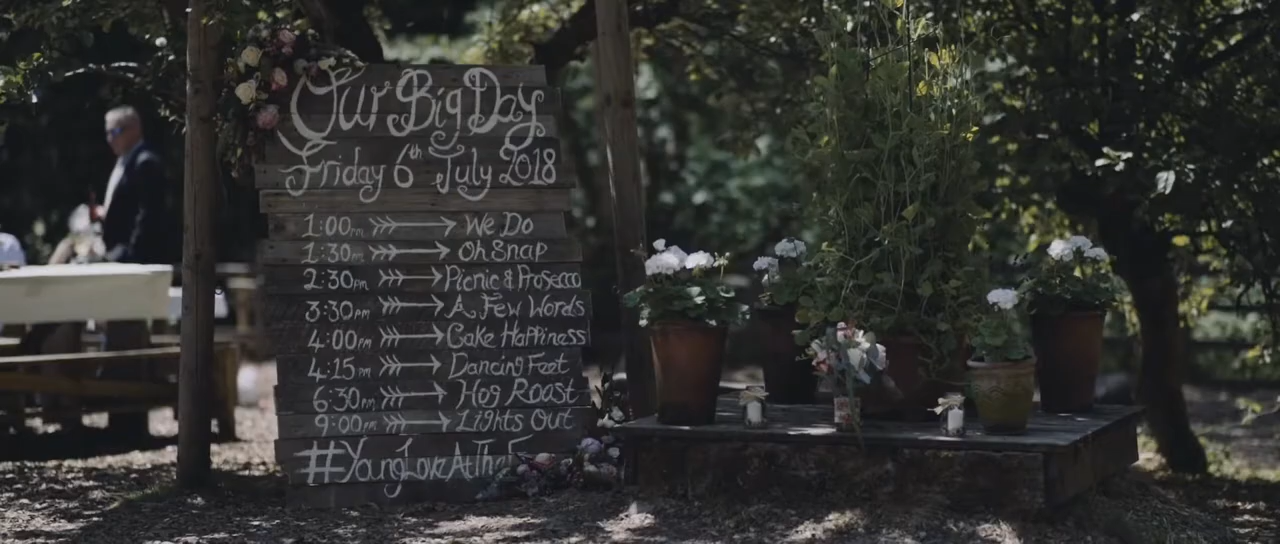 Our Big Day
Friday 6th July 2018
1:00pm We Do
1:30pm Oh Snap
2:30pm Picnic & Prosecco
3:30pm A Few Words
4:00pm Cake Happiness
4:15pm Dancing Feet
6:30pm Hog Roast
9:00pm Lights Out